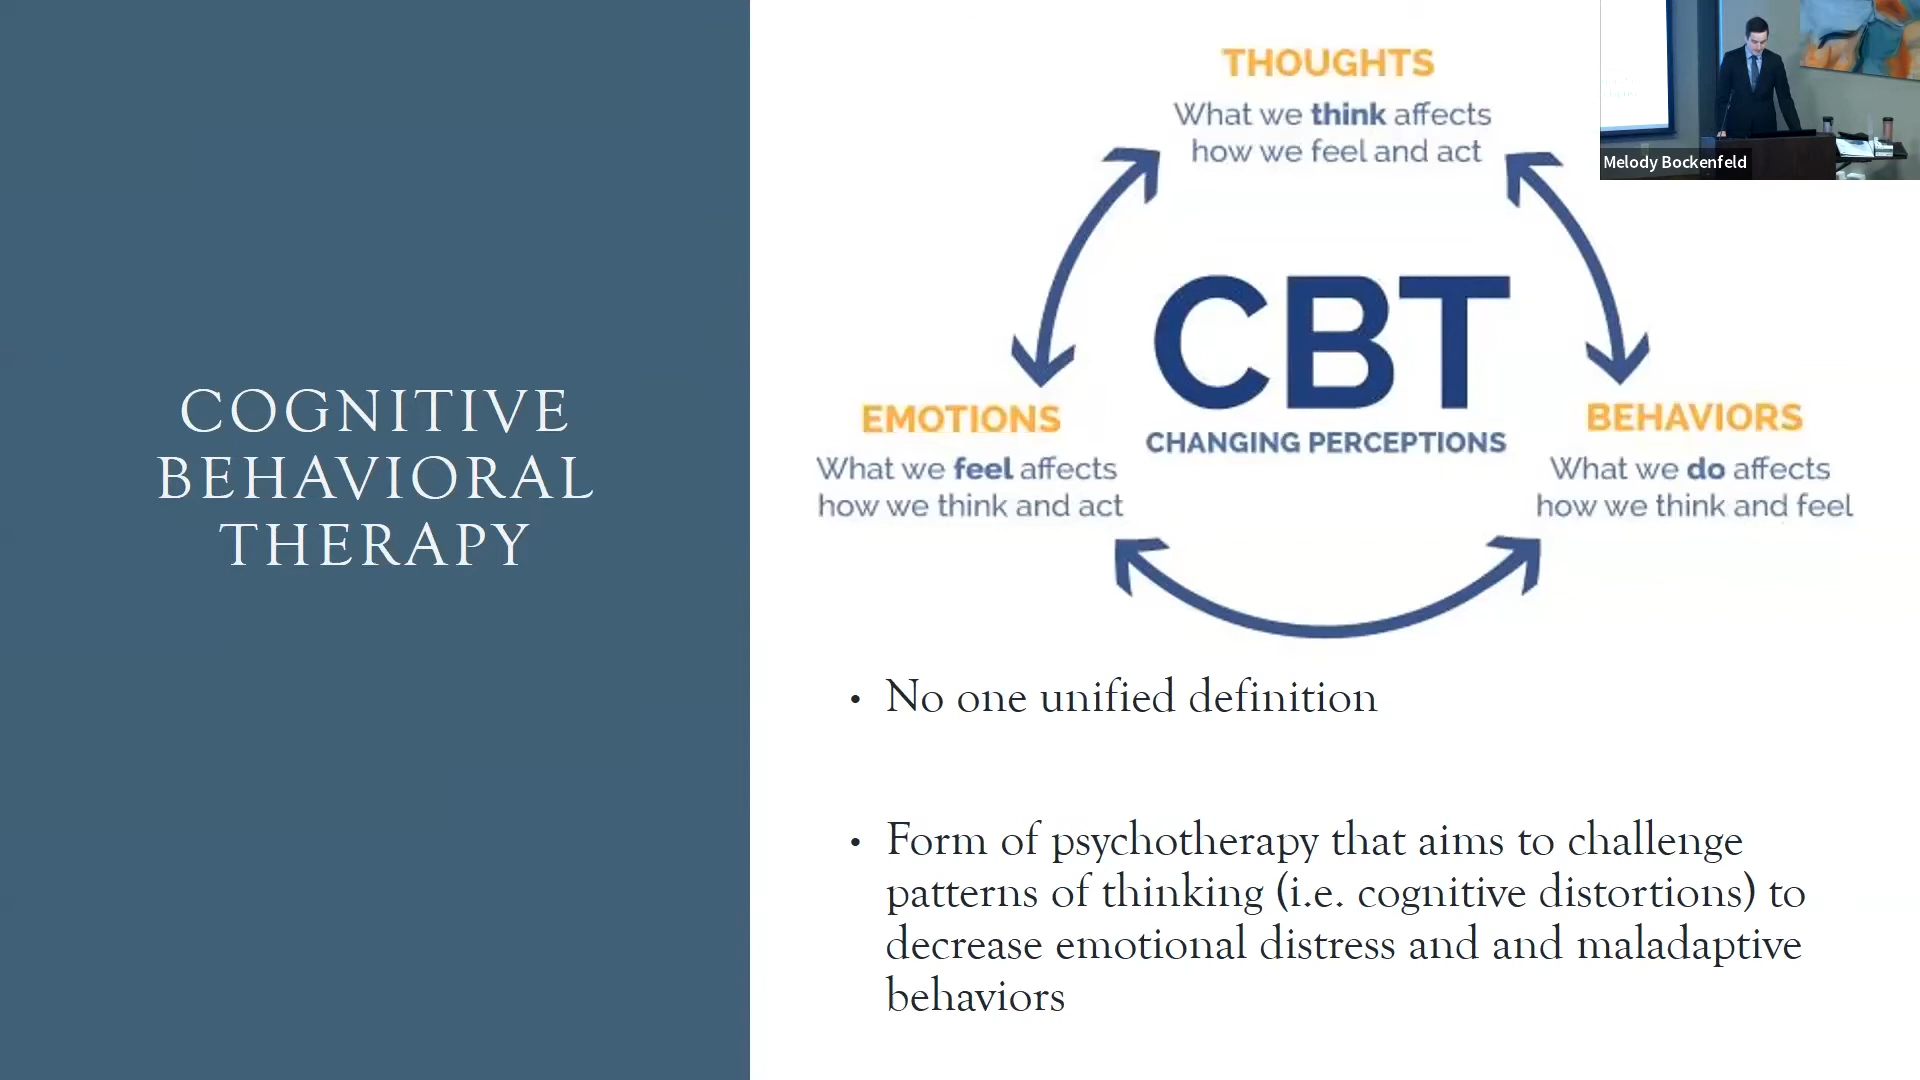 COGNITIVE
BEHAVIORAL
THERAPY
THOUGHTS
What we think affects
how we feel and act
CBT
CHANGING PERCEPTIONS
EMOTIONS
What we feel affects
how we think and act
BEHAVIORS
What we do affects
how we think and feel
• No one unified definition
• Form of psychotherapy that aims to challenge
patterns of thinking (i.e. cognitive distortions) to
decrease emotional distress and and maladaptive
behaviors
Melody Bockenfeld